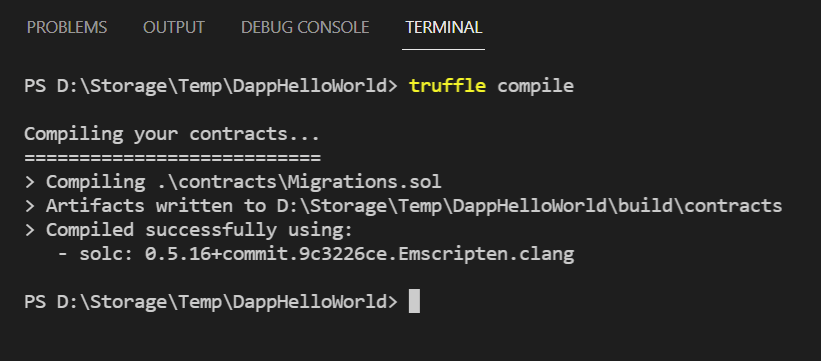 PROBLEMS OUTPUT DEBUG CONSOLE TERMINAL
PS D:\Storage\Temp\DappHelloWorld> truffle compile
Compiling your contracts...
===========================
> Compiling .\contracts\Migrations.sol
> Artifacts written to D:\Storage\Temp\DappHelloWorld\build\contracts
> Compiled successfully using:
   - solc: 0.5.16+commit.9c3226ce.Emscripten.clang
PS D:\Storage\Temp\DappHelloWorld>